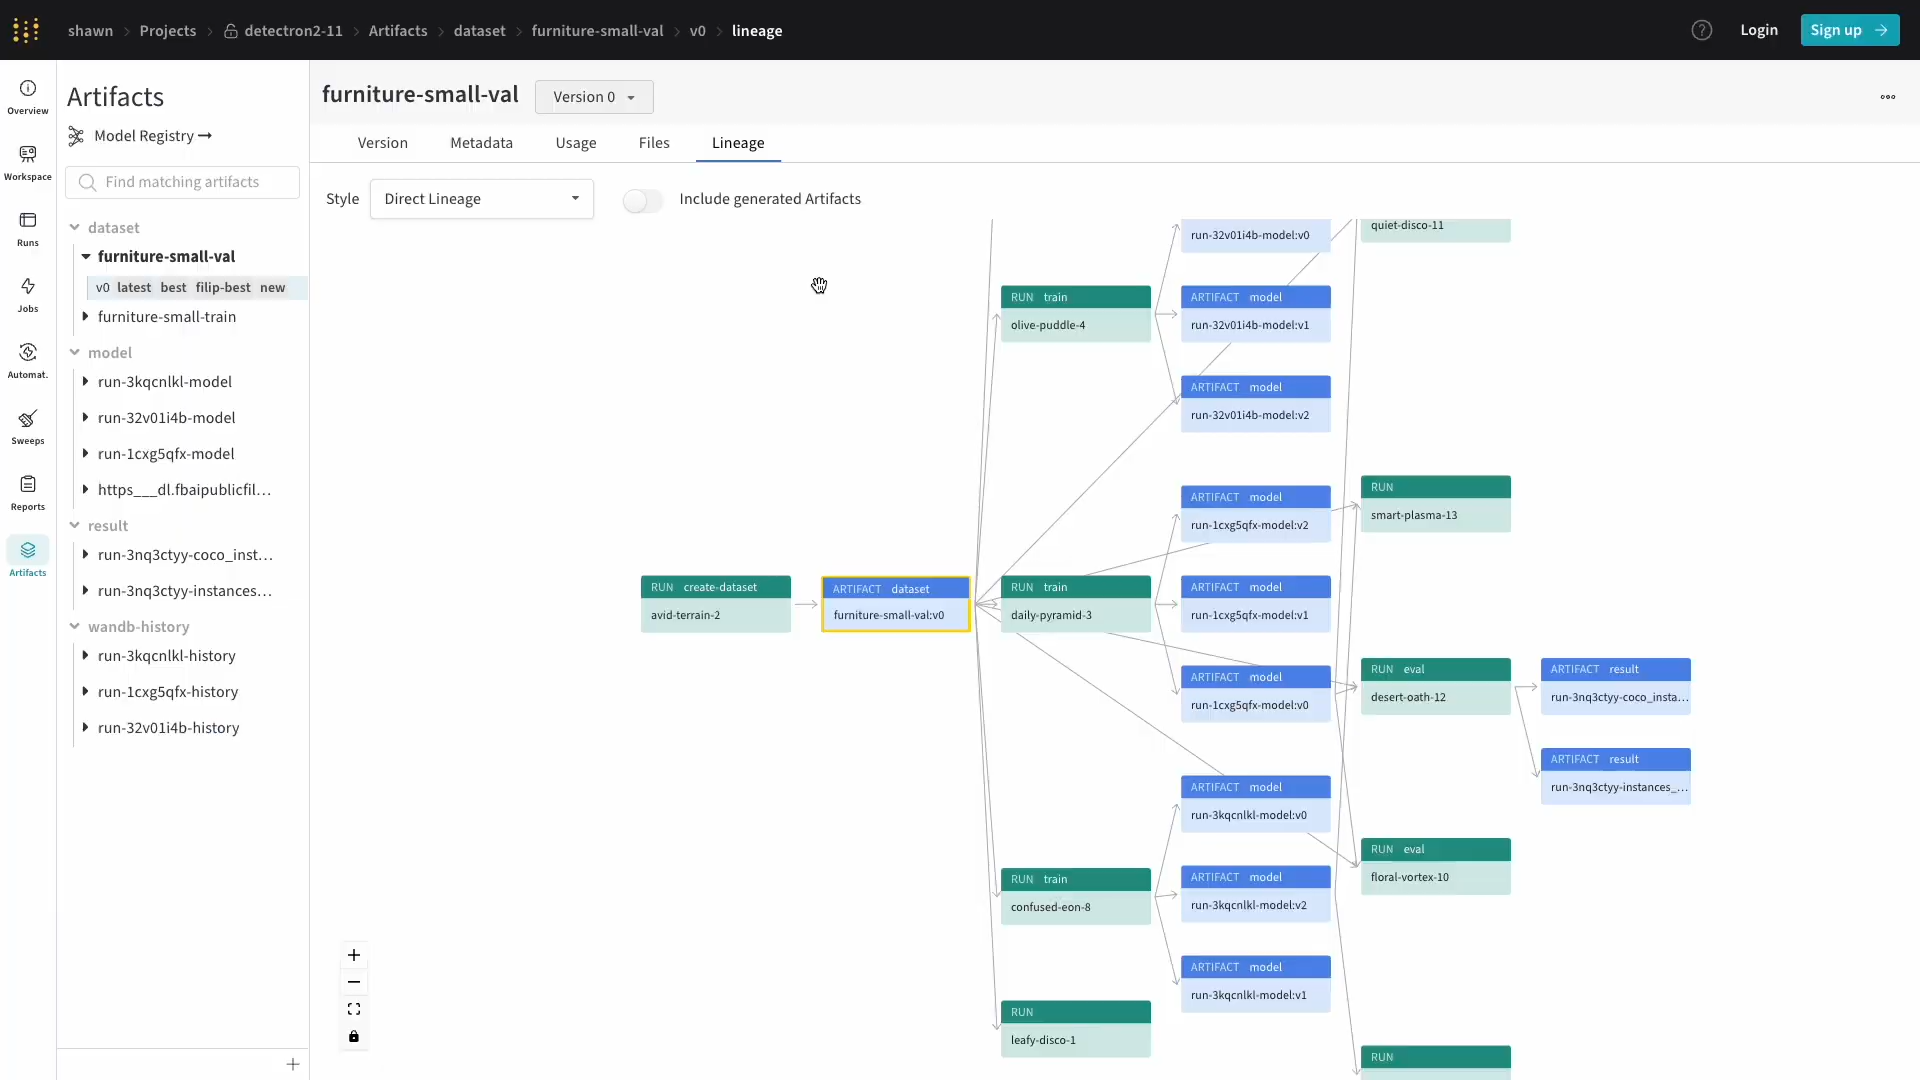 shawn > Projects > detectron2-11 > Artifacts > dataset > furniture-small-val > v0 > lineage
Login
Sign up
Overview
Workspace
Runs
Jobs
Automat.
Sweeps
Reports
Artifacts
Artifacts
Model Registry
Find matching artifacts
dataset
furniture-small-val
v0 latest best filip-best new
furniture-small-train
model
run-3kqcnlkl-model
run-32v01i4b-model
run-1cxg5qfx-model
https___dl.fbaipublicfil...
result
run-3nq3ctyy-coco_inst...
run-3nq3ctyy-instances...
wandb-history
run-3kqcnlkl-history
run-1cxg5qfx-history
run-32v01i4b-history
furniture-small-val
Version 0
Version
Metadata
Usage
Files
Lineage
Style
Direct Lineage
Include generated Artifacts
RUN create-dataset
avid-terrain-2
ARTIFACT dataset
furniture-small-val:v0
RUN train
olive-puddle-4
RUN train
daily-pyramid-3
RUN train
confused-eon-8
RUN
leafy-disco-1
run-32v01i4b-model:v0
ARTIFACT model
run-32v01i4b-model:v1
ARTIFACT model
run-32v01i4b-model:v2
ARTIFACT model
run-1cxg5qfx-model:v2
ARTIFACT model
run-1cxg5qfx-model:v1
ARTIFACT model
run-1cxg5qfx-model:v0
ARTIFACT model
run-3kqcnlkl-model:v0
ARTIFACT model
run-3kqcnlkl-model:v2
ARTIFACT model
run-3kqcnlkl-model:v1
quiet-disco-11
RUN
smart-plasma-13
RUN eval
desert-oath-12
RUN eval
floral-vortex-10
RUN
ARTIFACT result
run-3nq3ctyy-coco_insta...
ARTIFACT result
run-3nq3ctyy-instances_...